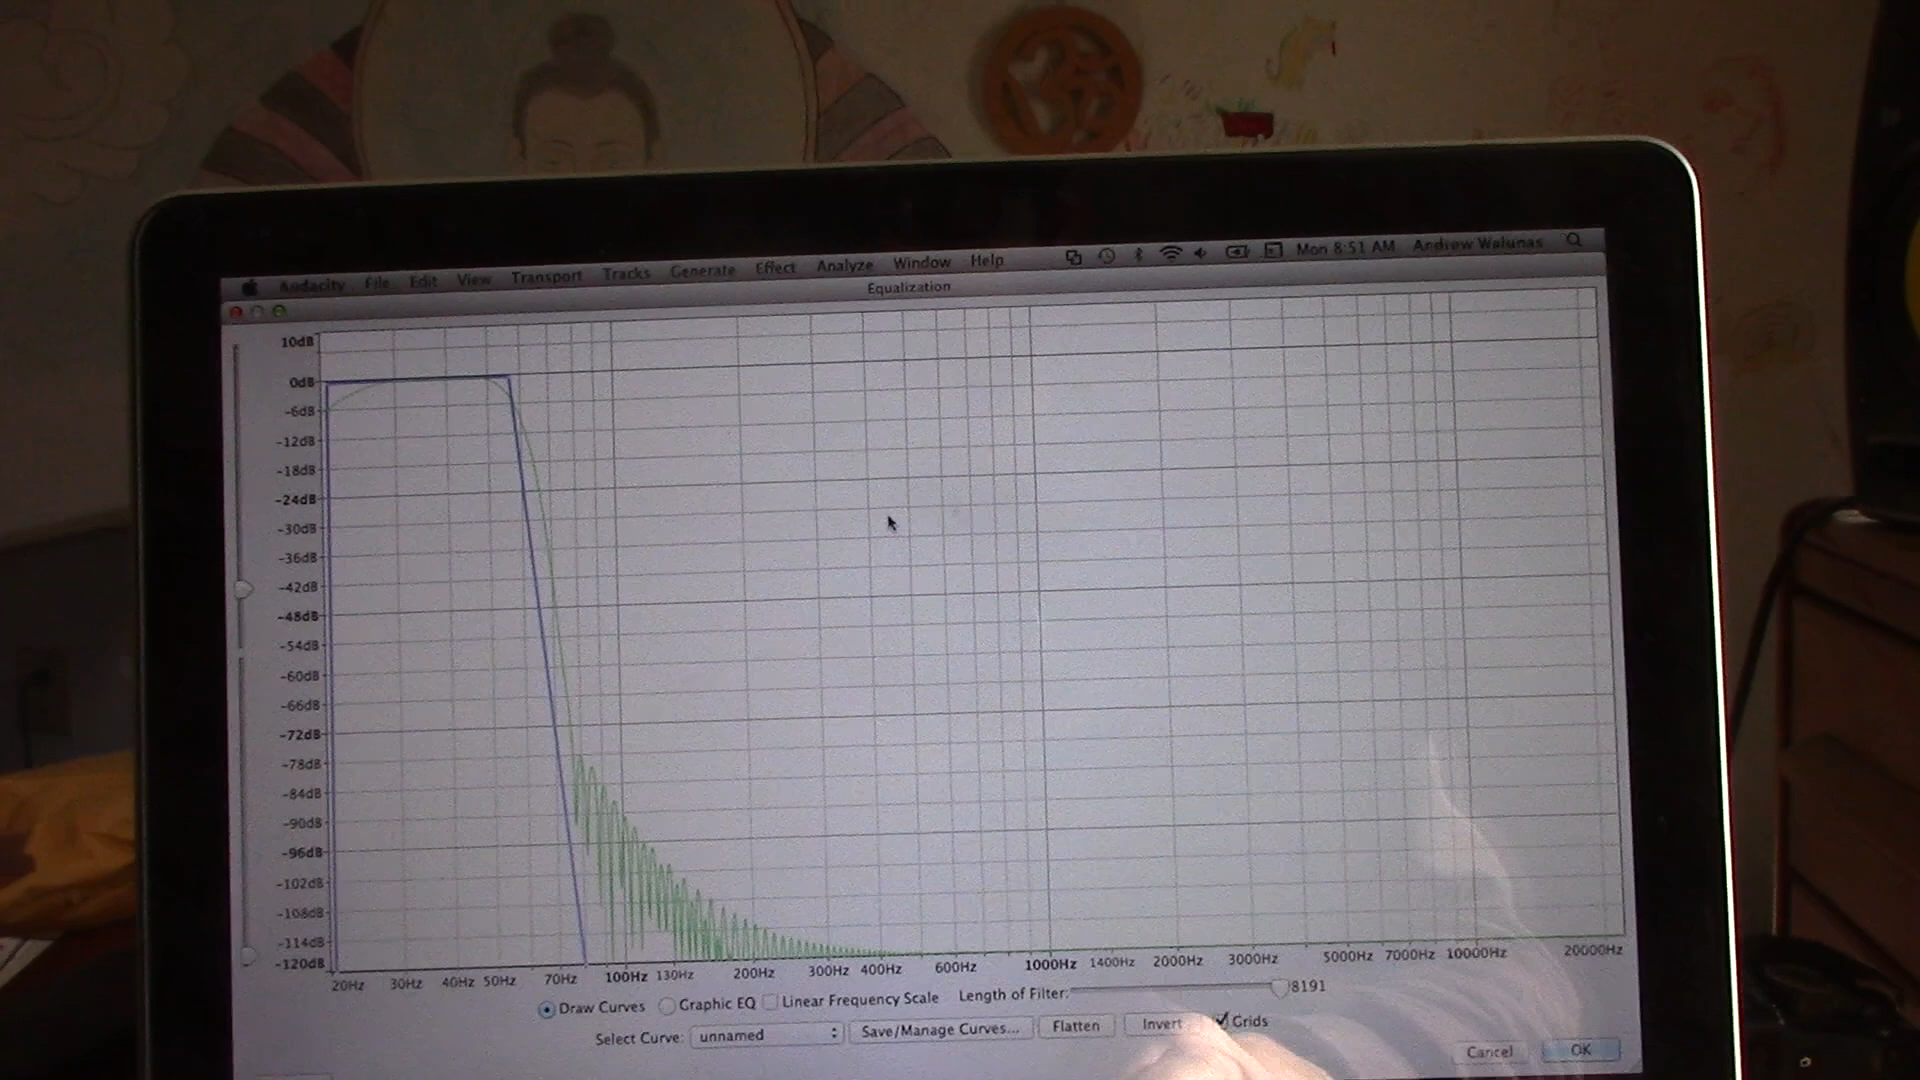 Audacity File Edit View Transport Tracks Generate Effect Analyze Window Help Mon 8:51 AM Andrew Walunas
Equalization
10dB
0dB
-6dB
-12dB
-18dB
-24dB
-30dB
-36dB
-42dB
-48dB
-54dB
-60dB
-66dB
-72dB
-78dB
-84dB
-90dB
-96dB
-102dB
-108dB
-114dB
-120dB
20Hz 30Hz 40Hz 50Hz 70Hz 100Hz 130Hz 200Hz 300Hz 400Hz 600Hz 1000Hz 1400Hz 2000Hz 3000Hz 5000Hz 7000Hz 10000Hz 20000Hz
Draw Curves Graphic EQ Linear Frequency Scale Length of Filter: 8191
Select Curve: unnamed Save/Manage Curves... Flatten Invert Grids
Cancel OK